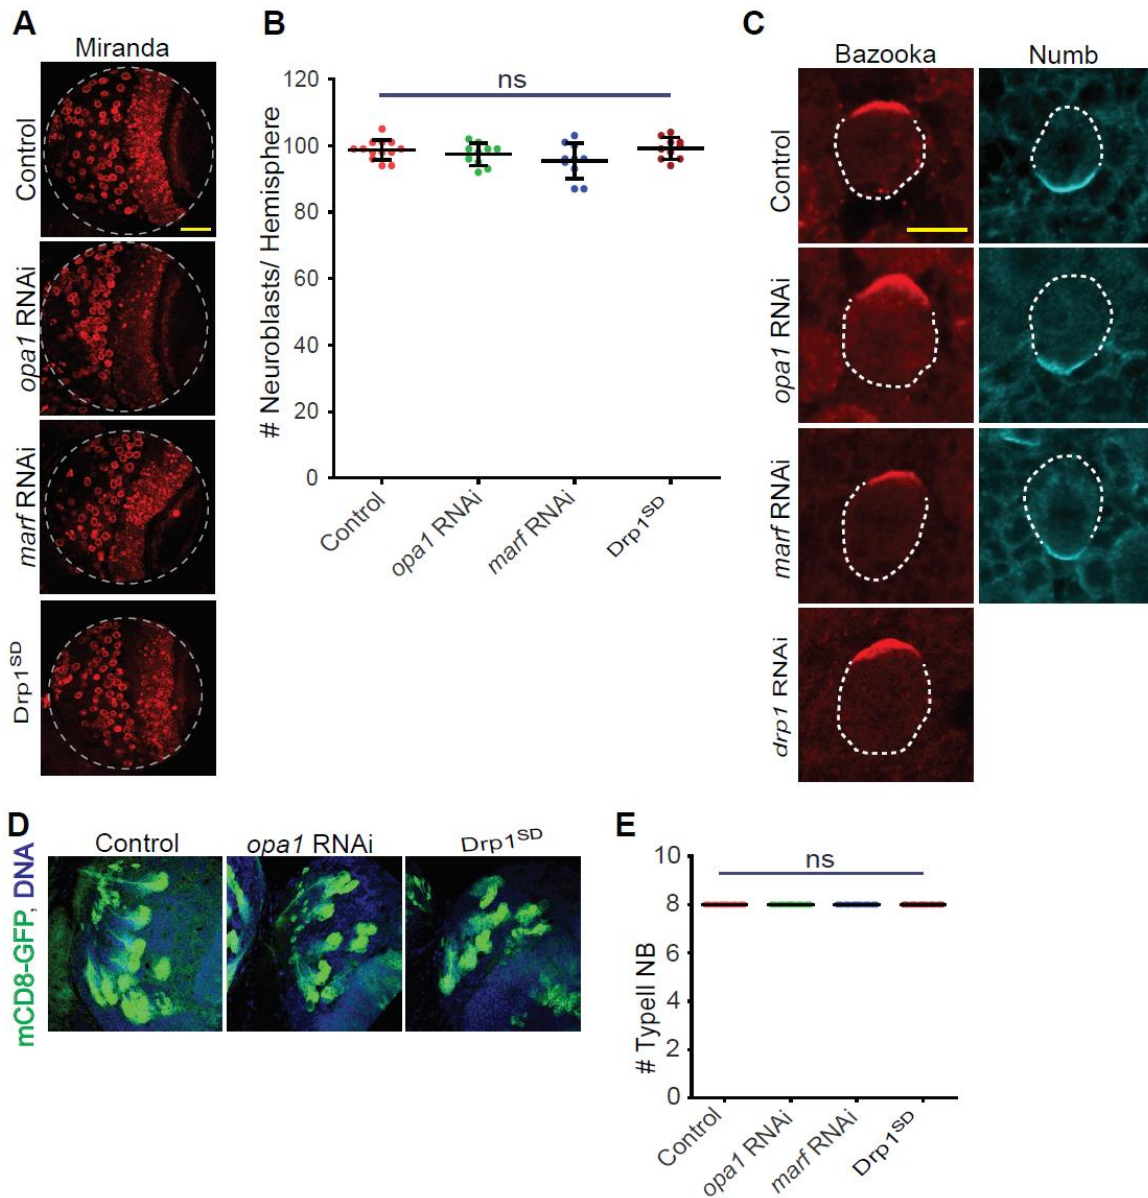 A
Miranda
Control
opa1 RNAi
marf RNAi
Drp1SD
B
# Neuroblasts/ Hemisphere
120
100
80
60
40
20
0
ns
Control
opa1 RNAi
marf RNAi
Drp1SD
C
Bazooka
Numb
Control
opa1 RNAi
marf RNAi
drp1 RNAi
D
Control
opa1 RNAi
Drp1SD
mCD8-GFP, DNA
E
# TypeII NB
10
8
6
4
2
0
ns
Control
opa1 RNAi
marf RNAi
Drp1SD